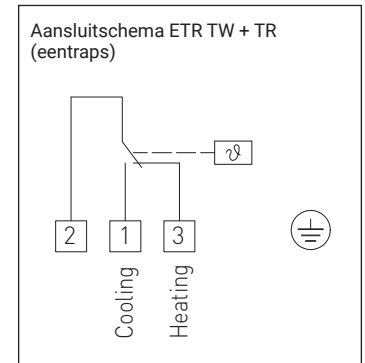 Aansluitschema ETR TW + TR
(eentraps)
ϑ
2
1
3
Cooling
Heating